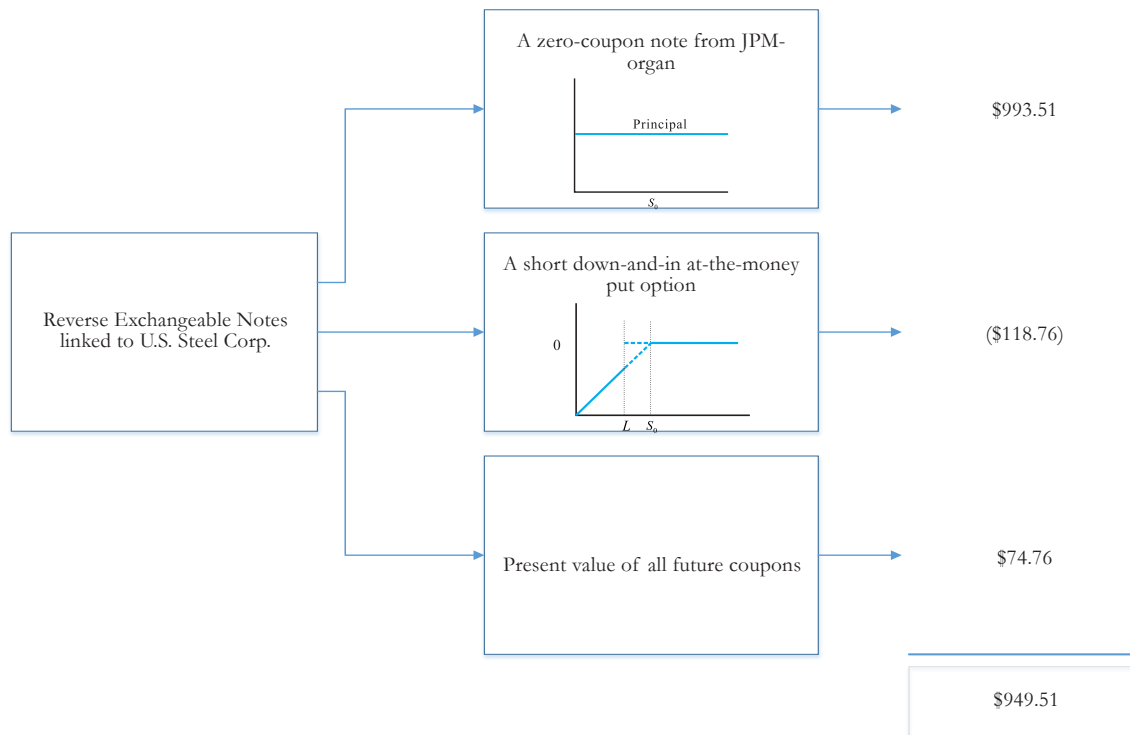 A zero-coupon note from JPM-
organ
Principal
S₀
$993.51
Reverse Exchangeable Notes
linked to U.S. Steel Corp.
A short down-and-in at-the-money
put option
0
L S₀
($118.76)
Present value of all future coupons
$74.76
$949.51